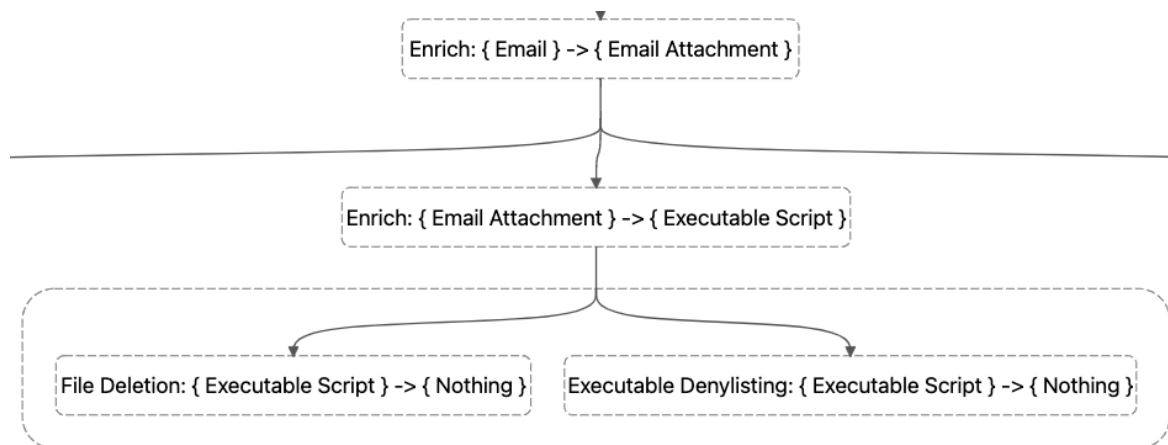 Enrich: { Email } -> { Email Attachment }
Enrich: { Email Attachment } -> { Executable Script }
File Deletion: { Executable Script } -> { Nothing }
Executable Denylisting: { Executable Script } -> { Nothing }